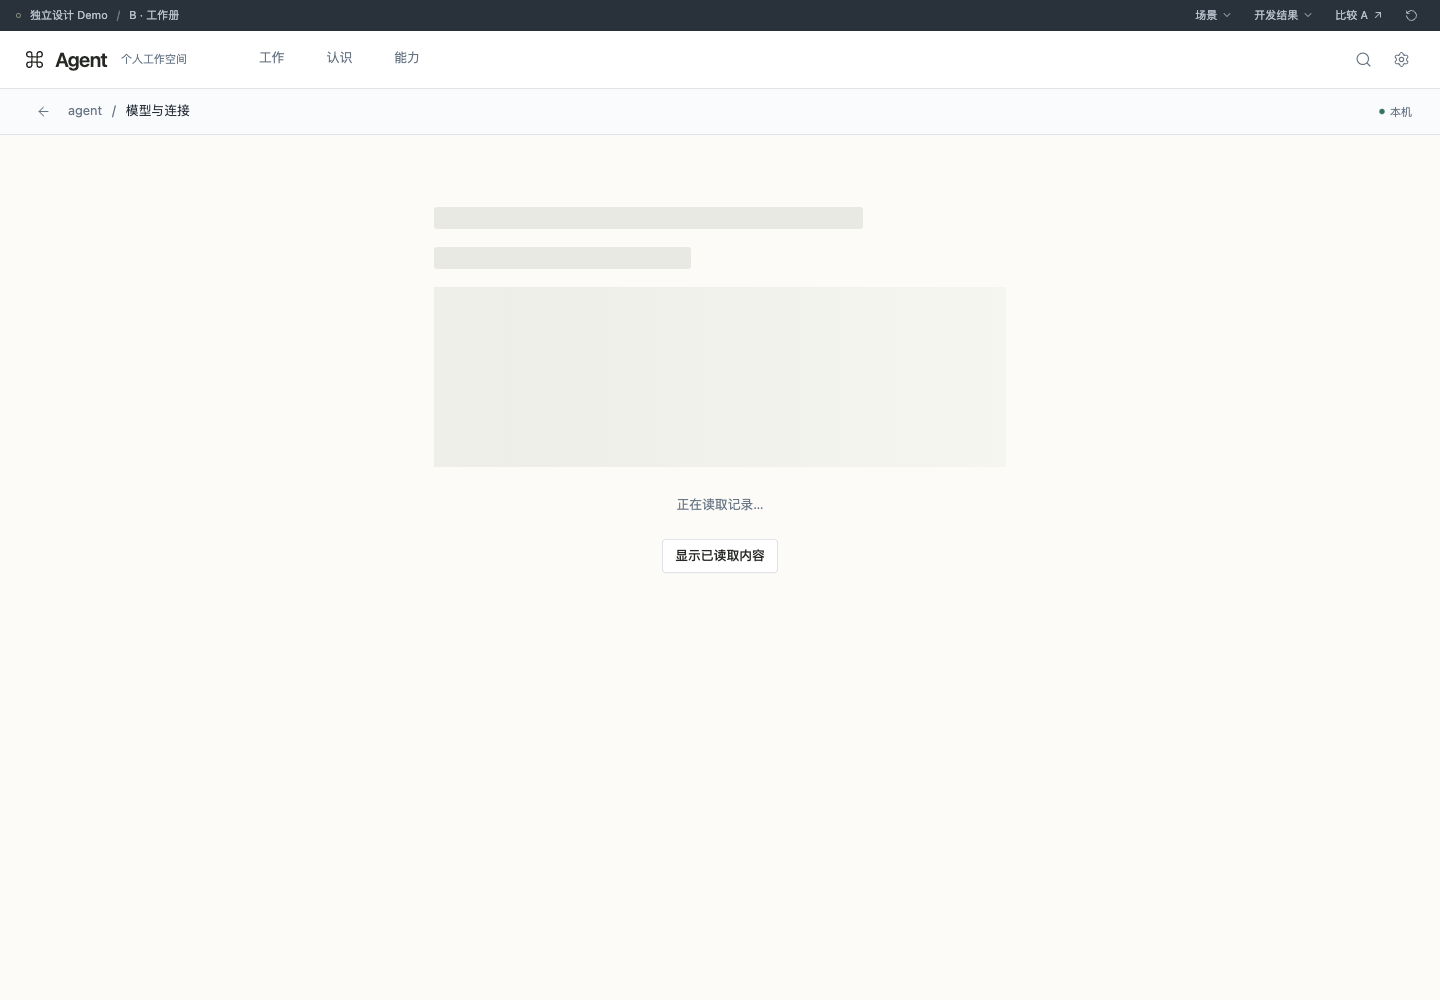 独立设计 Demo / B · 工作册
场景 开发结果 比较 A
Agent 个人工作空间 工作 认识 能力
agent / 模型与连接
本机
正在读取记录...
显示已读取内容